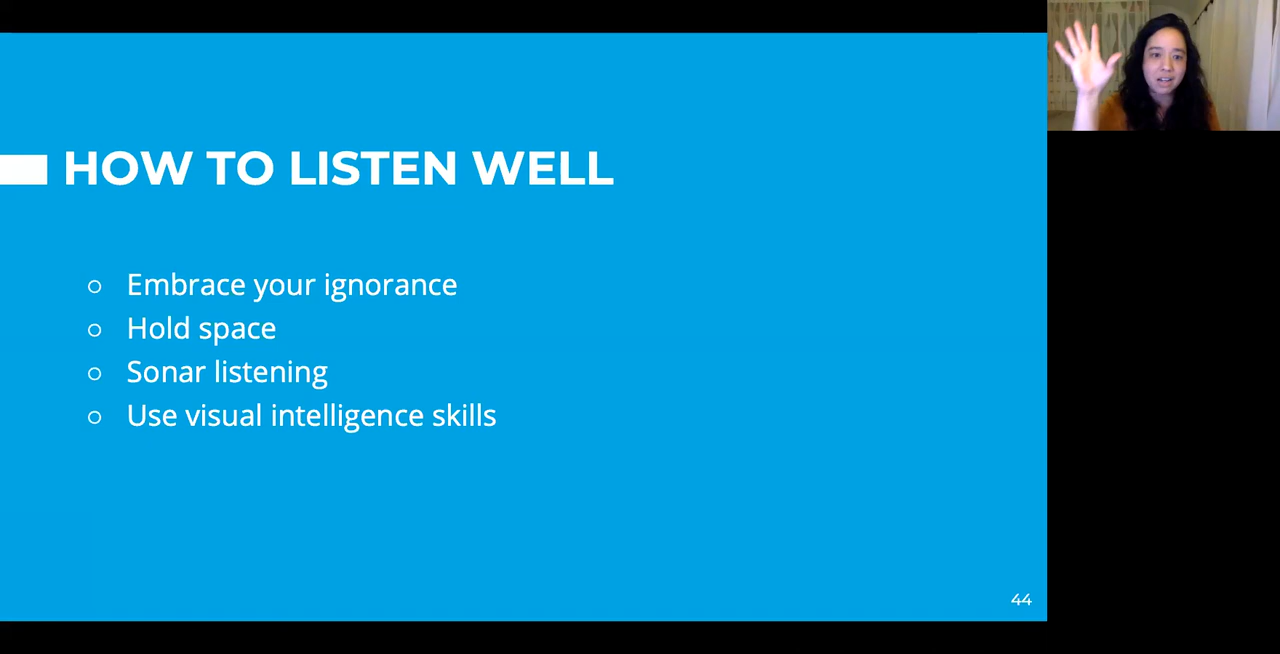 HOW TO LISTEN WELL
Embrace your ignorance
Hold space
Sonar listening
Use visual intelligence skills
44